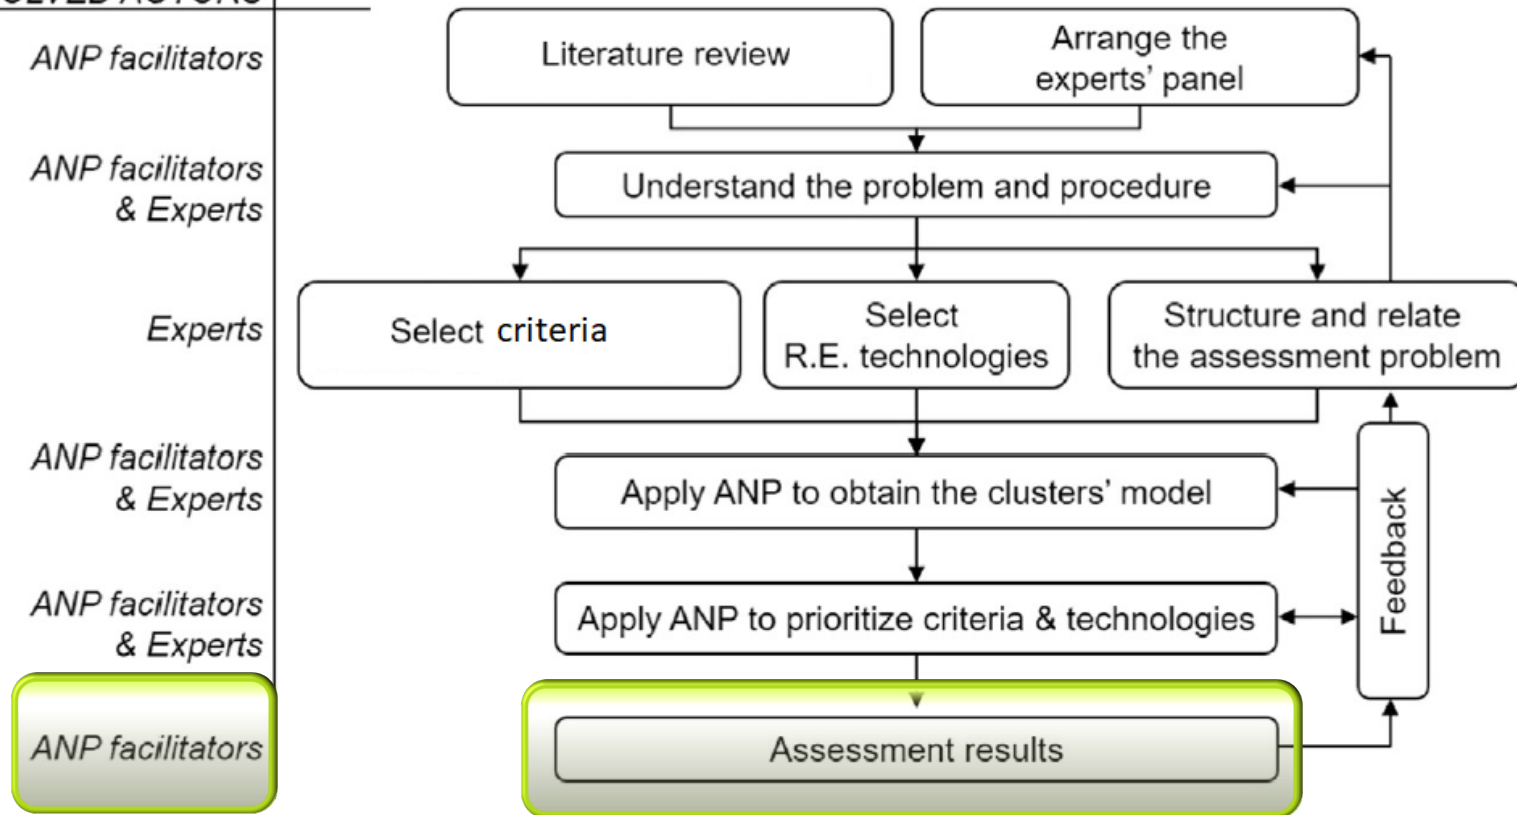 ANP facilitators
Literature review
Arrange the
experts' panel
ANP facilitators
& Experts
Understand the problem and procedure
Experts
Select criteria
Select
R.E. technologies
Structure and relate
the assessment problem
ANP facilitators
& Experts
Apply ANP to obtain the clusters' model
Feedback
ANP facilitators
& Experts
Apply ANP to prioritize criteria & technologies
ANP facilitators
Assessment results